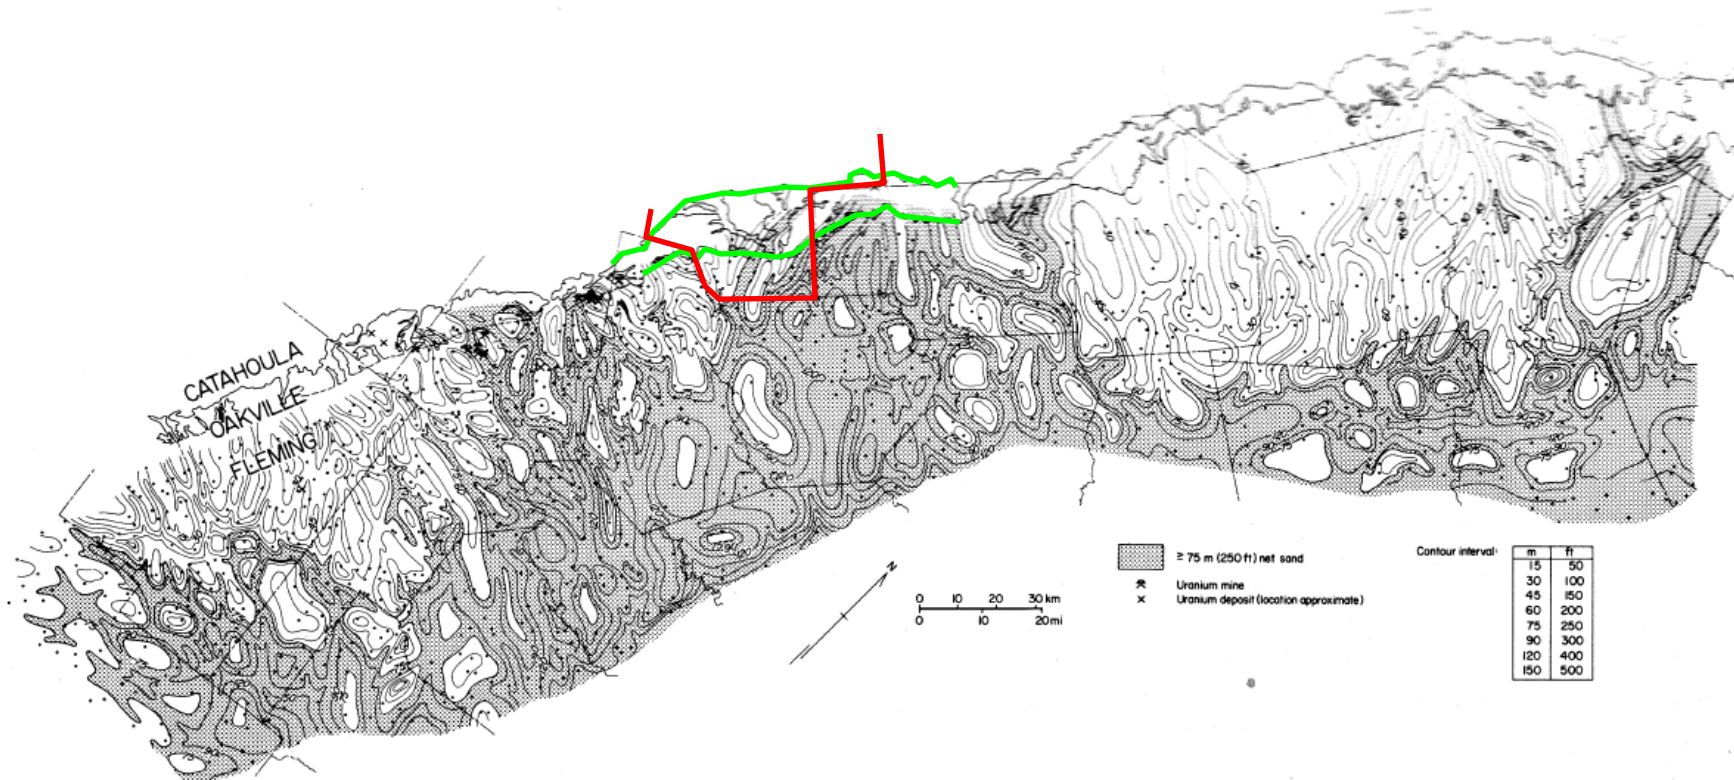 CATAHOULA
OAKVILLE
FLEMING
N
0 10 20 30 km
0 10 20 mi
≥ 75 m (250 ft) net sand
Uranium mine
Uranium deposit (location approximate)
Contour interval:
m ft
15 50
30 100
45 150
60 200
75 250
90 300
120 400
150 500